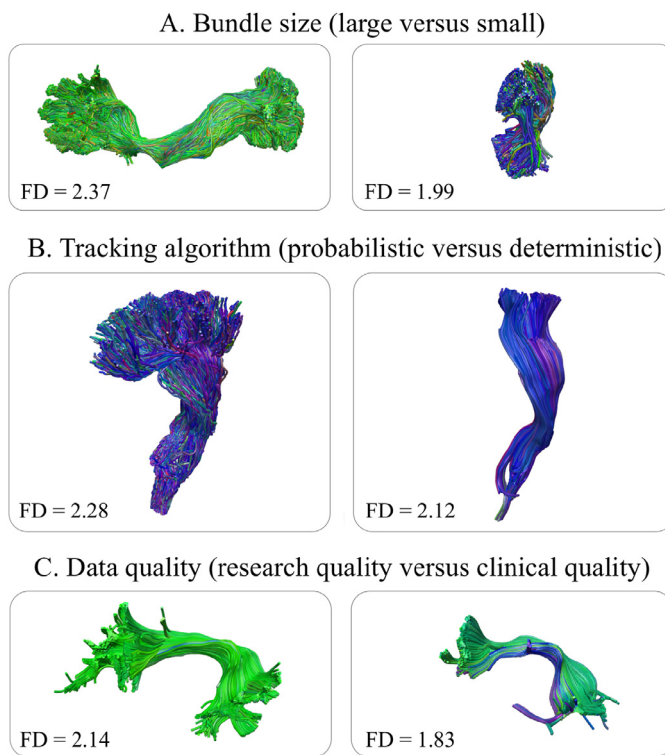 A. Bundle size (large versus small)
FD = 2.37
FD = 1.99
B. Tracking algorithm (probabilistic versus deterministic)
FD = 2.28
FD = 2.12
C. Data quality (research quality versus clinical quality)
FD = 2.14
FD = 1.83